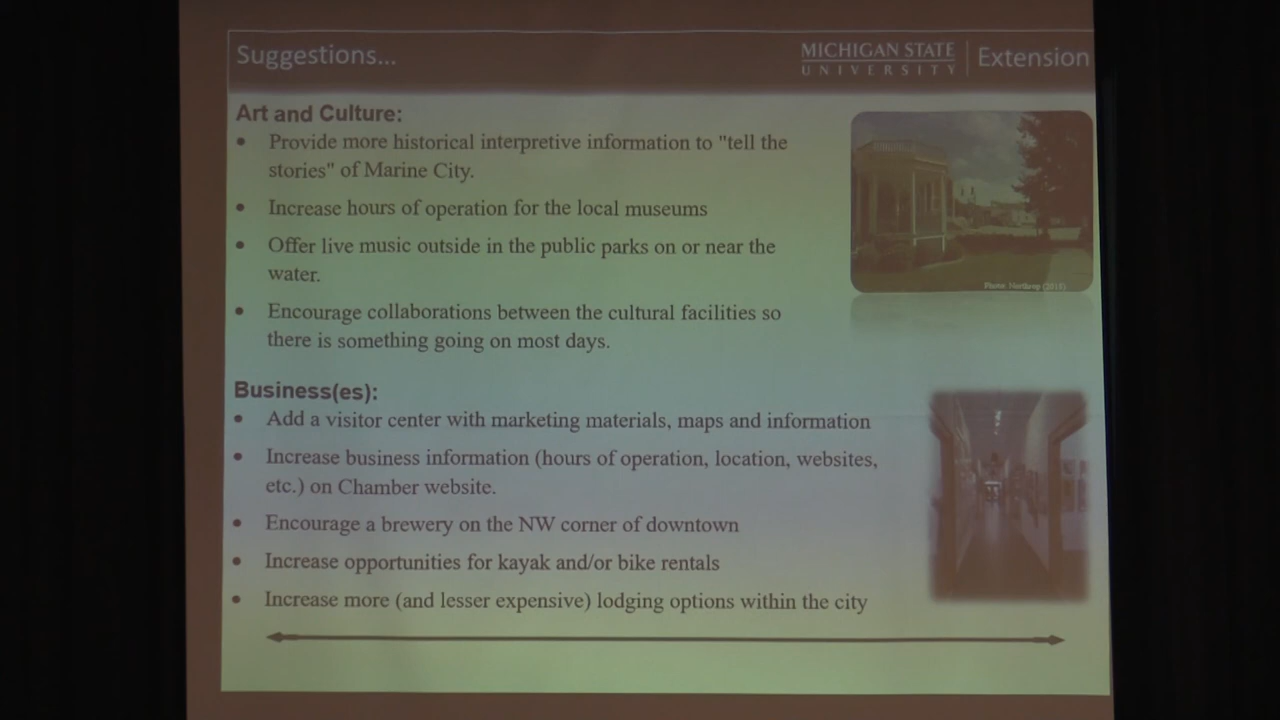 Suggestions...
MICHIGAN STATE
UNIVERSITY
Extension
Art and Culture:
• Provide more historical interpretive information to "tell the
stories" of Marine City.
• Increase hours of operation for the local museums
• Offer live music outside in the public parks on or near the
water.
• Encourage collaborations between the cultural facilities so
there is something going on most days.
Business(es):
• Add a visitor center with marketing materials, maps and information
• Increase business information (hours of operation, location, websites,
etc.) on Chamber website.
• Encourage a brewery on the NW corner of downtown
• Increase opportunities for kayak and/or bike rentals
• Increase more (and lesser expensive) lodging options within the city